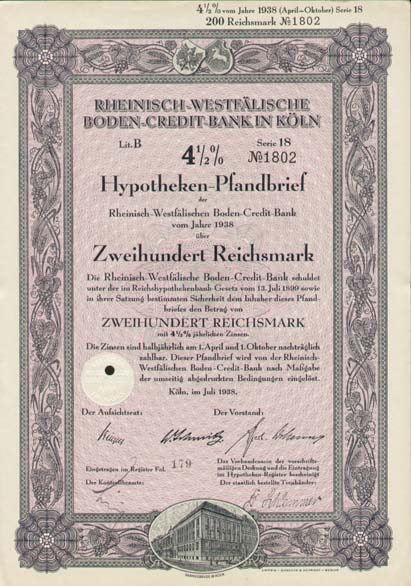 4½% vom Jahre 1938 (April–Oktober) Serie 18
200 Reichsmark №1802
RHEINISCH-WESTFÄLISCHE
BODEN-CREDIT-BANK IN KÖLN
Lit. B 4½% Serie 18
№1802
Hypotheken-Pfandbrief
der
Rheinisch-Westfälischen Boden-Credit-Bank
vom Jahre 1938
über
Zweihundert Reichsmark
Die Rheinisch-Westfälische Boden-Credit-Bank schuldet
unter der im Reichshypothekenbank-Gesetz vom 13. Juli 1899 sowie
in ihrer Satzung bestimmten Sicherheit dem Inhaber dieses Pfand-
briefes den Betrag von
ZWEIHUNDERT REICHSMARK
mit 4½% jährlichen Zinsen.
Die Zinsen sind halbjährlich am 1. April und 1. Oktober nachträglich
zahlbar. Dieser Pfandbrief wird von der Rheinisch-
Westfälischen Boden-Credit-Bank nach Maßgabe
der umseitig abgedruckten Bedingungen eingelöst.
Köln, im Juli 1938.
Der Aufsichtsrat: Der Vorstand:
Eingetragen im Register Fol. 179
Der Kontrollbeamte:
Das Vorhandensein der vorschrifts-
mäßigen Deckung und die Eintragung
im Hypotheken-Register bescheinigt
Der staatlich bestellte Treuhänder: